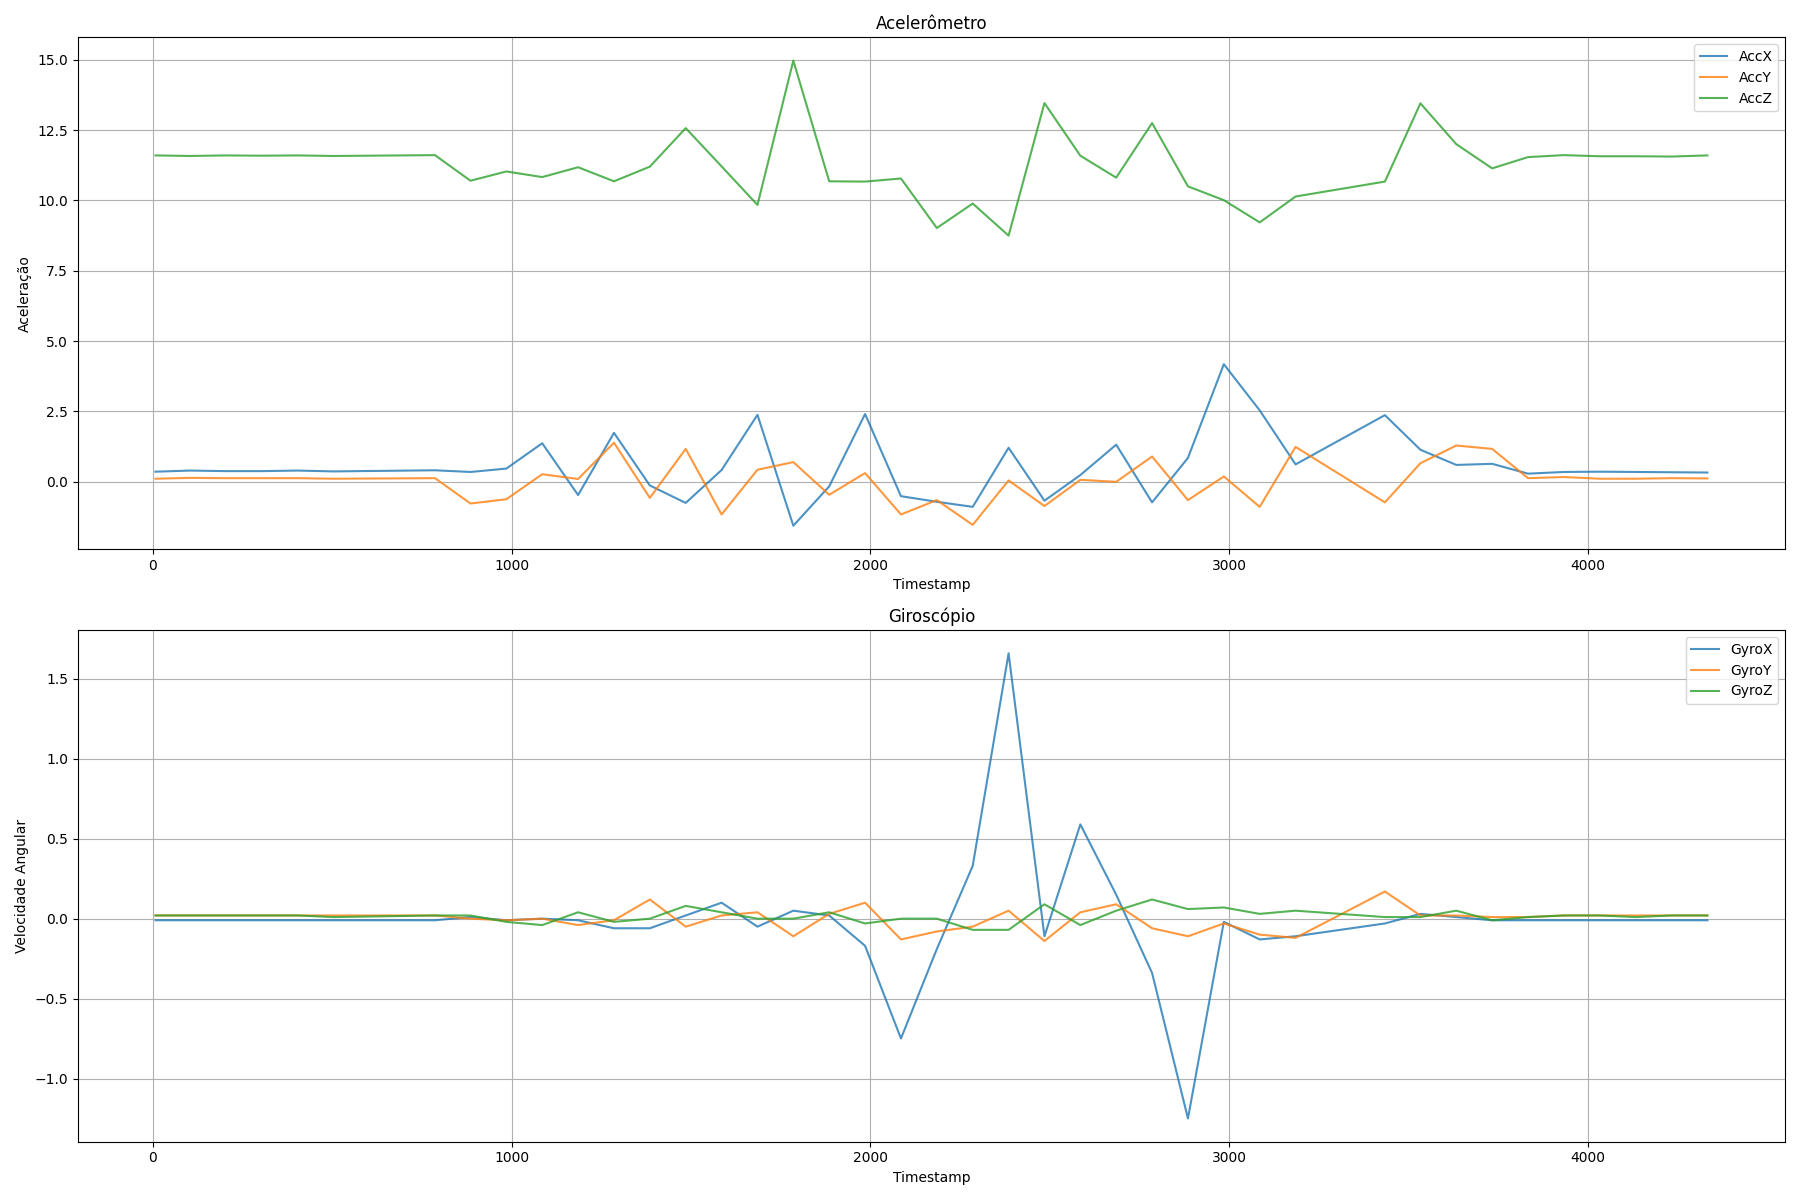 Acelerômetro
15.0
12.5
10.0
7.5
5.0
2.5
0.0
Aceleração
AccX
AccY
AccZ
0 1000 2000 3000 4000
Timestamp
Giroscópio
1.5
1.0
0.5
0.0
−0.5
−1.0
Velocidade Angular
GyroX
GyroY
GyroZ
0 1000 2000 3000 4000
Timestamp